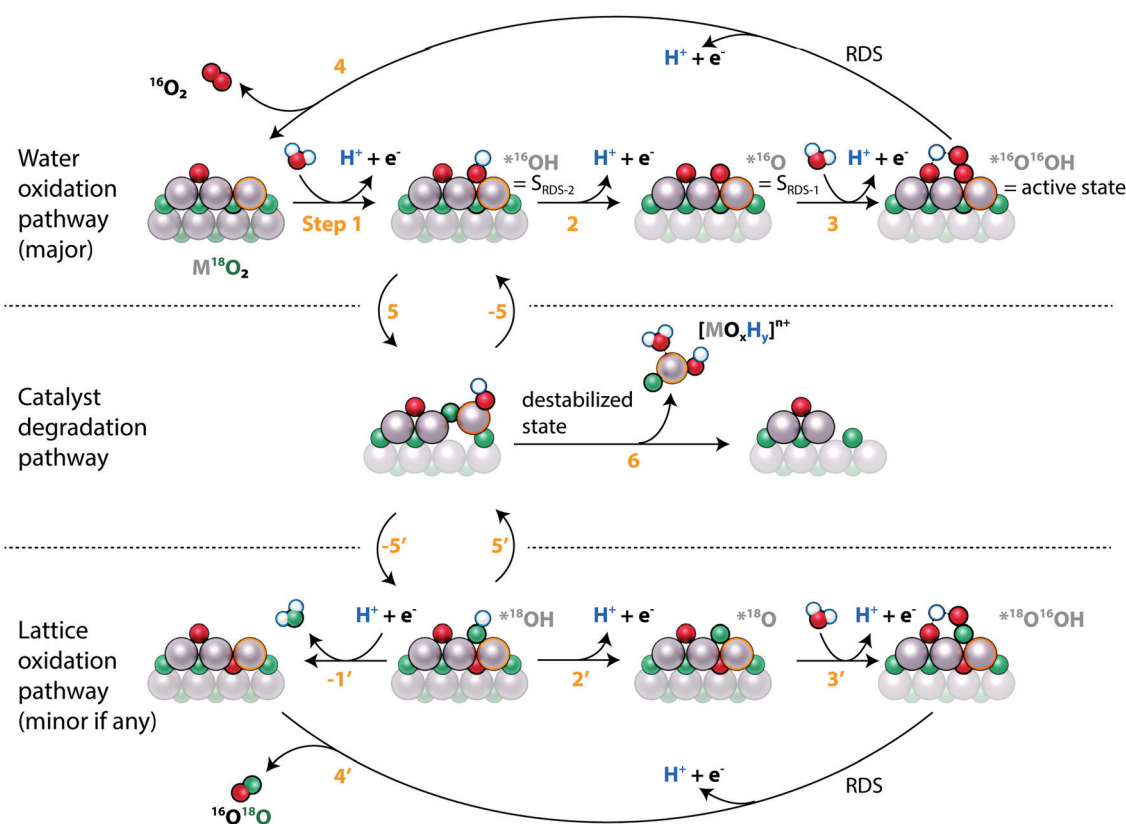 4
H⁺ + e⁻
RDS
¹⁶O₂
Water
oxidation
pathway
(major)
H⁺ + e⁻
*¹⁶OH
= S_RDS-2
H⁺ + e⁻
*¹⁶O
= S_RDS-1
H⁺ + e⁻
*¹⁶O¹⁶OH
= active state
Step 1
2
3
M¹⁸O₂
5
-5
[MOₓHᵧ]ⁿ⁺
Catalyst
degradation
pathway
destabilized
state
6
-5′
5′
Lattice
oxidation
pathway
(minor if any)
H⁺ + e⁻
*¹⁸OH
H⁺ + e⁻
*¹⁸O
H⁺ + e⁻
*¹⁸O¹⁶OH
-1′
2′
3′
4′
H⁺ + e⁻
RDS
¹⁶O¹⁸O